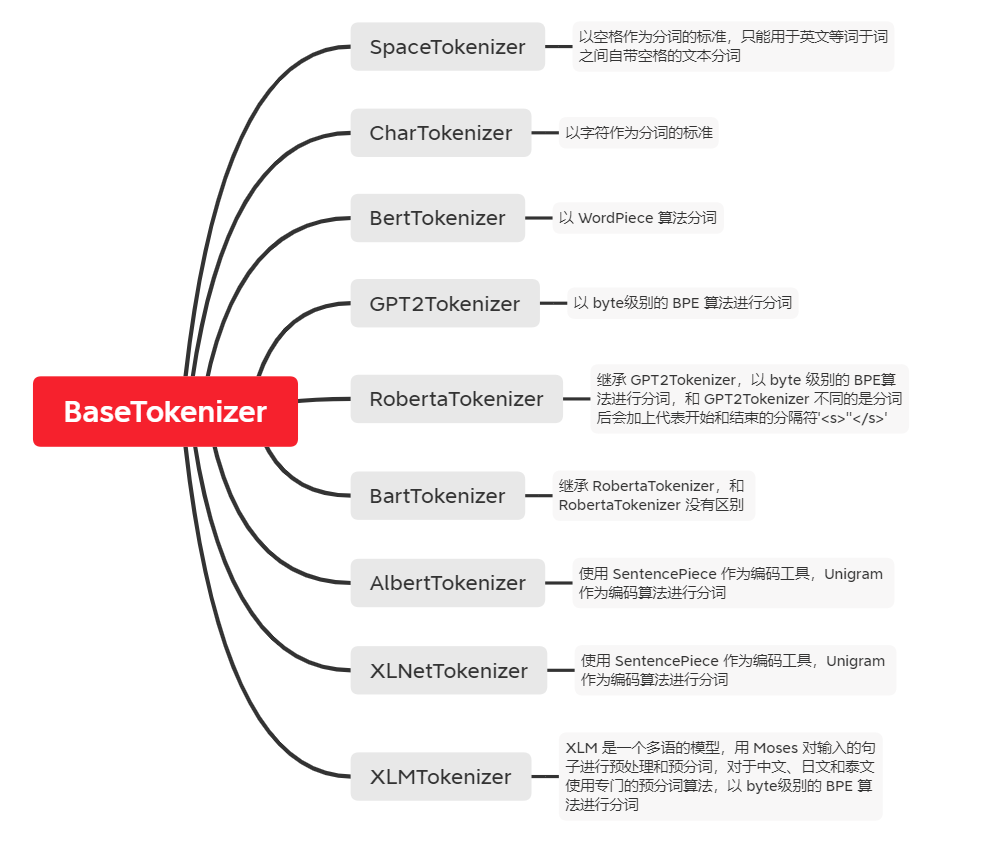 SpaceTokenizer
以空格作为分词的标准，只能用于英文等词于词
之间自带空格的文本分词
CharTokenizer
以字符作为分词的标准
BertTokenizer
以 WordPiece 算法分词
GPT2Tokenizer
以 byte级别的 BPE 算法进行分词
BaseTokenizer
RobertaTokenizer
继承 GPT2Tokenizer，以 byte 级别的 BPE算
法进行分词，和 GPT2Tokenizer 不同的是分词
后会加上代表开始和结束的分隔符'<s>''</s>'
BartTokenizer
继承 RobertaTokenizer，和
RobertaTokenizer 没有区别
AlbertTokenizer
使用 SentencePiece 作为编码工具，Unigram
作为编码算法进行分词
XLNetTokenizer
使用 SentencePiece 作为编码工具，Unigram
作为编码算法进行分词
XLMTokenizer
XLM 是一个多语的模型，用 Moses 对输入的句
子进行预处理和预分词，对于中文、日文和泰文
使用专门的预分词算法，以 byte级别的 BPE 算
法进行分词